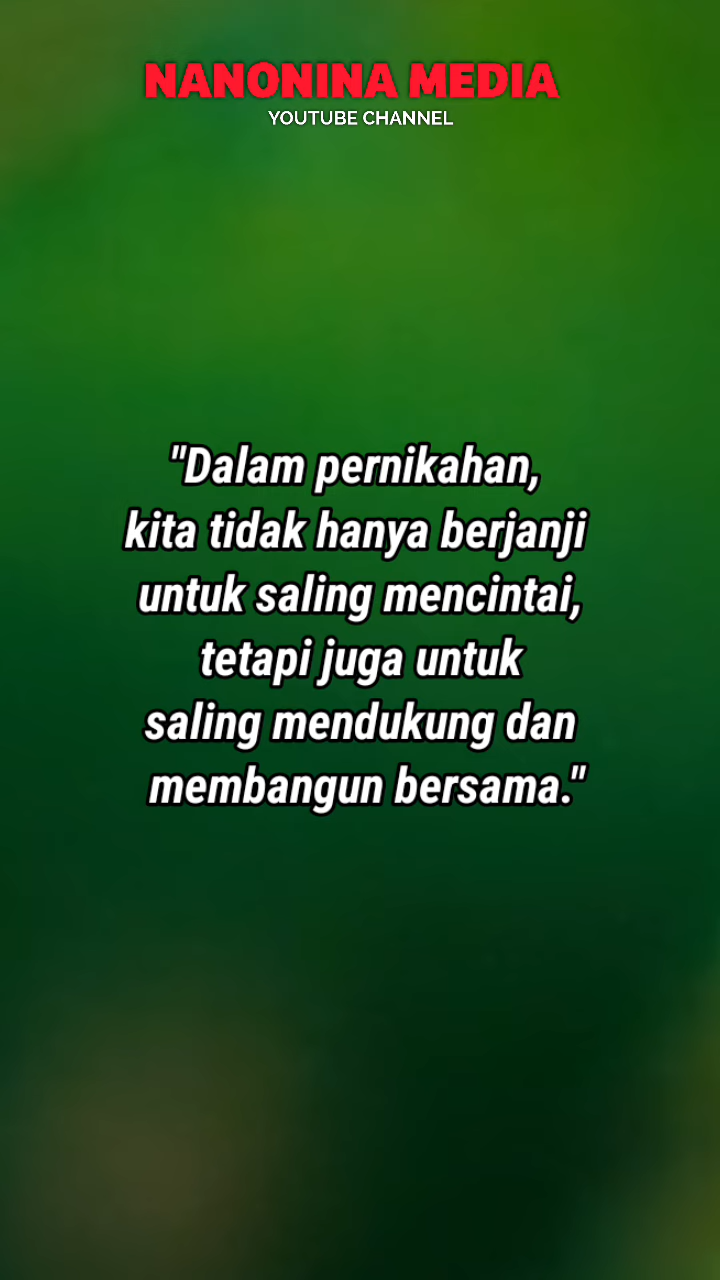 NANONINA MEDIA
YOUTUBE CHANNEL
"Dalam pernikahan,
kita tidak hanya berjanji
untuk saling mencintai,
tetapi juga untuk
saling mendukung dan
membangun bersama."